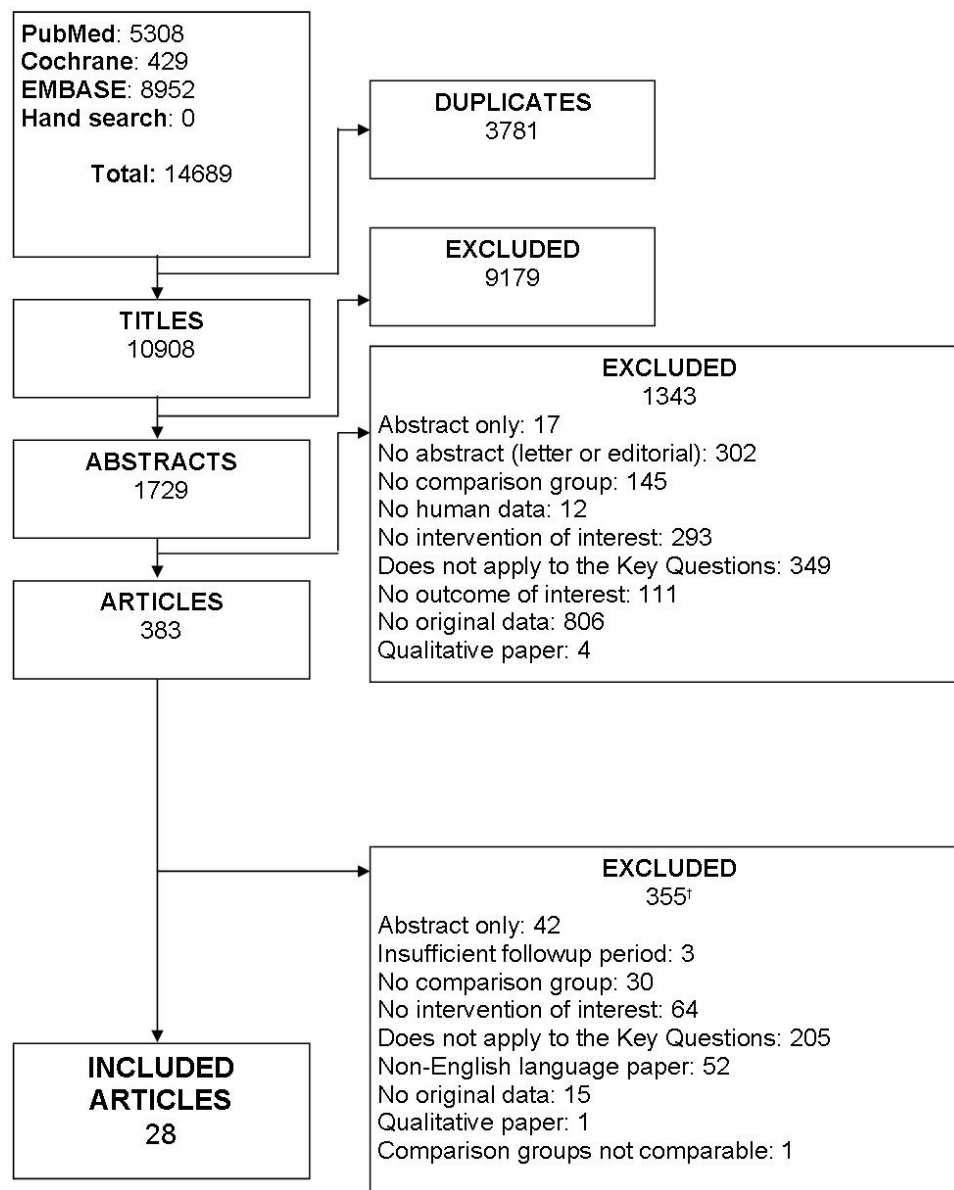 PubMed: 5308
Cochrane: 429
EMBASE: 8952
Hand search: 0
Total: 14689
DUPLICATES
3781
EXCLUDED
9179
TITLES
10908
EXCLUDED
1343
Abstract only: 17
No abstract (letter or editorial): 302
No comparison group: 145
No human data: 12
No intervention of interest: 293
Does not apply to the Key Questions: 349
No outcome of interest: 111
No original data: 806
Qualitative paper: 4
ABSTRACTS
1729
ARTICLES
383
EXCLUDED
355†
Abstract only: 42
Insufficient followup period: 3
No comparison group: 30
No intervention of interest: 64
Does not apply to the Key Questions: 205
Non-English language paper: 52
No original data: 15
Qualitative paper: 1
Comparison groups not comparable: 1
INCLUDED
ARTICLES
28